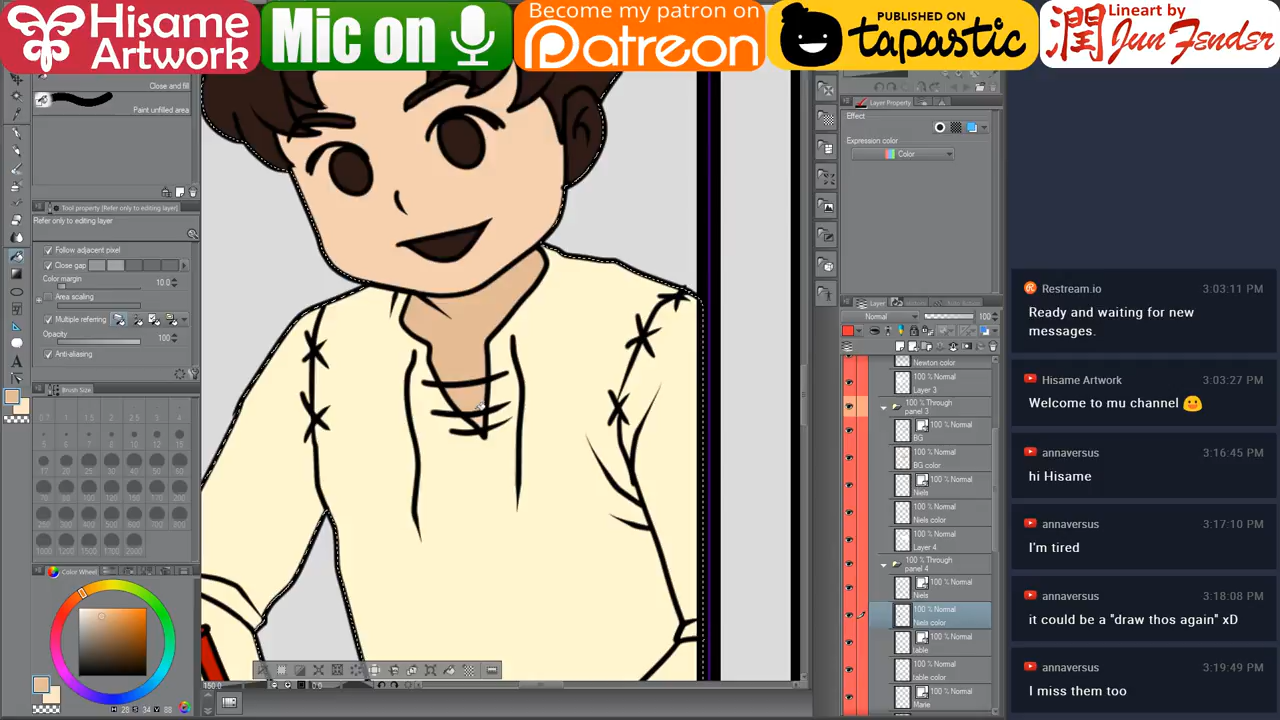 Hisame
Artwork
Mic on
Become my patron on
Patreon
PUBLISHED ON
tapastic
Lineart by
潤 JunFender
Close and fill
Paint unfilled area
Tool property [Refer only to editing layer]
Refer only to editing layer
Follow adjacent pixel
Close gap
Color margin
10.0
Area scaling
Multiple referring
Opacity
100
Anti-aliasing
Brush Size
Color Wheel
H 28 S 34 V 88
150.0
0.0
Layer Property
Effect
Expression color
Color
Layer
Normal
100
Newton color
100 % Normal
Layer 3
100 % Through
panel 3
100 % Normal
BG
100 % Normal
BG color
100 % Normal
Niels
100 % Normal
Niels color
100 % Normal
Layer 4
100 % Through
panel 4
100 % Normal
Niels
100 % Normal
Niels color
100 % Normal
table
100 % Normal
table color
100 % Normal
Marie
Restream.io 3:03:11 PM
Ready and waiting for new
messages.
Hisame Artwork 3:03:27 PM
Welcome to mu channel
annaversus 3:16:45 PM
hi Hisame
annaversus 3:17:10 PM
I'm tired
annaversus 3:18:08 PM
it could be a "draw thos again" xD
annaversus 3:19:49 PM
I miss them too